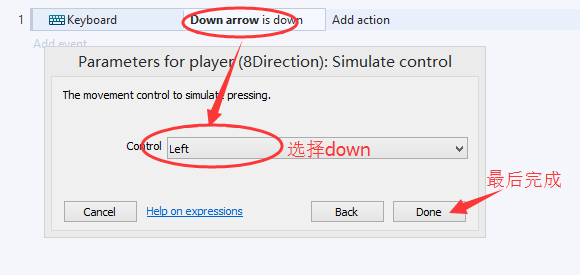 1 Keyboard Down arrow is down Add action
Add event
Parameters for player (8Direction): Simulate control
The movement control to simulate pressing.
Control Left 选择down
最后完成
Cancel Help on expressions Back Done